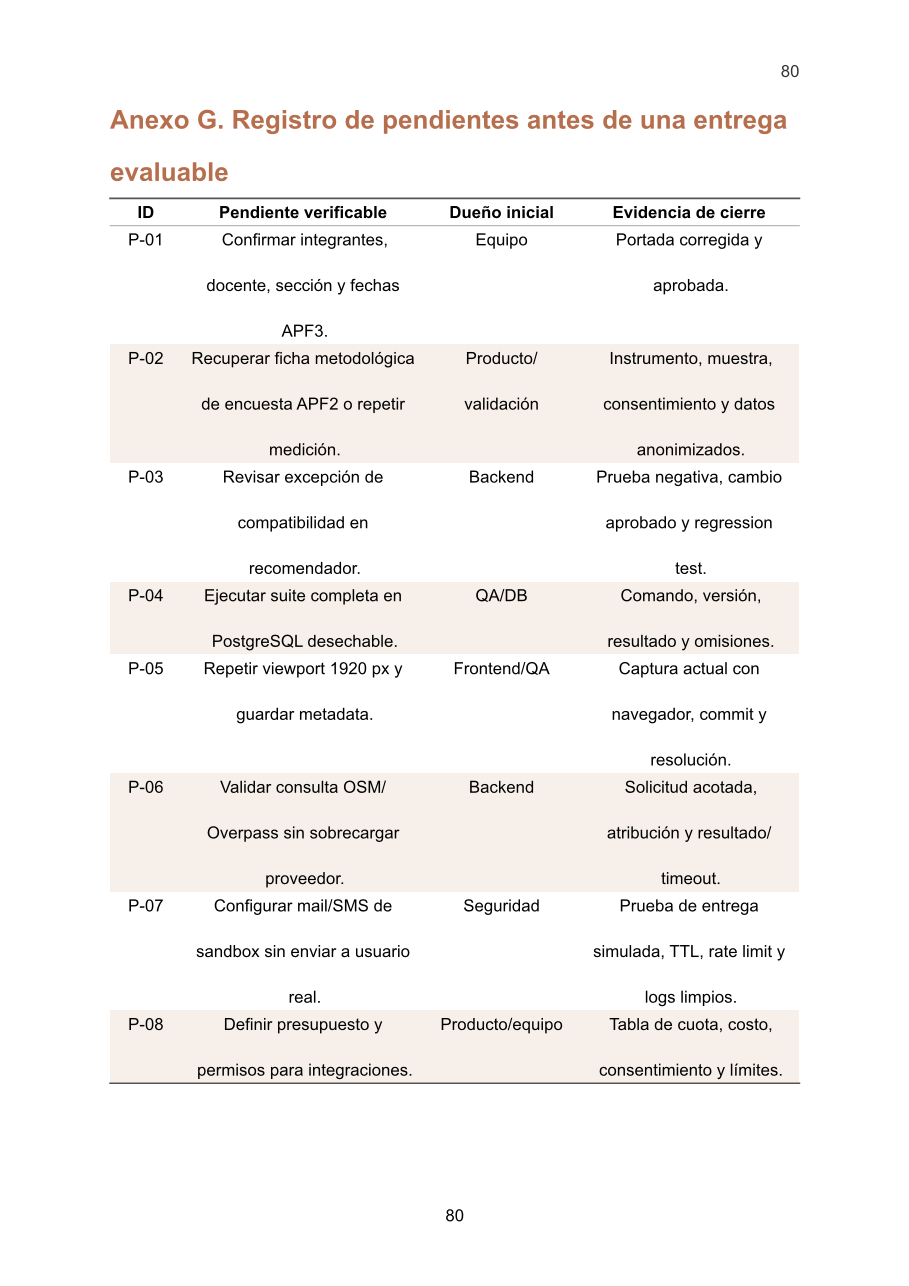 80
Anexo G. Registro de pendientes antes de una entrega
evaluable
ID Pendiente verificable Dueño inicial Evidencia de cierre
P-01 Confirmar integrantes, Equipo Portada corregida y
docente, sección y fechas aprobada.
APF3.
P-02 Recuperar ficha metodológica Producto/ Instrumento, muestra,
de encuesta APF2 o repetir validación consentimiento y datos
medición. anonimizados.
P-03 Revisar excepción de Backend Prueba negativa, cambio
compatibilidad en aprobado y regression
recomendador. test.
P-04 Ejecutar suite completa en QA/DB Comando, versión,
PostgreSQL desechable. resultado y omisiones.
P-05 Repetir viewport 1920 px y Frontend/QA Captura actual con
guardar metadata. navegador, commit y
resolución.
P-06 Validar consulta OSM/ Backend Solicitud acotada,
Overpass sin sobrecargar atribución y resultado/
proveedor. timeout.
P-07 Configurar mail/SMS de Seguridad Prueba de entrega
sandbox sin enviar a usuario simulada, TTL, rate limit y
real. logs limpios.
P-08 Definir presupuesto y Producto/equipo Tabla de cuota, costo,
permisos para integraciones. consentimiento y límites.
80